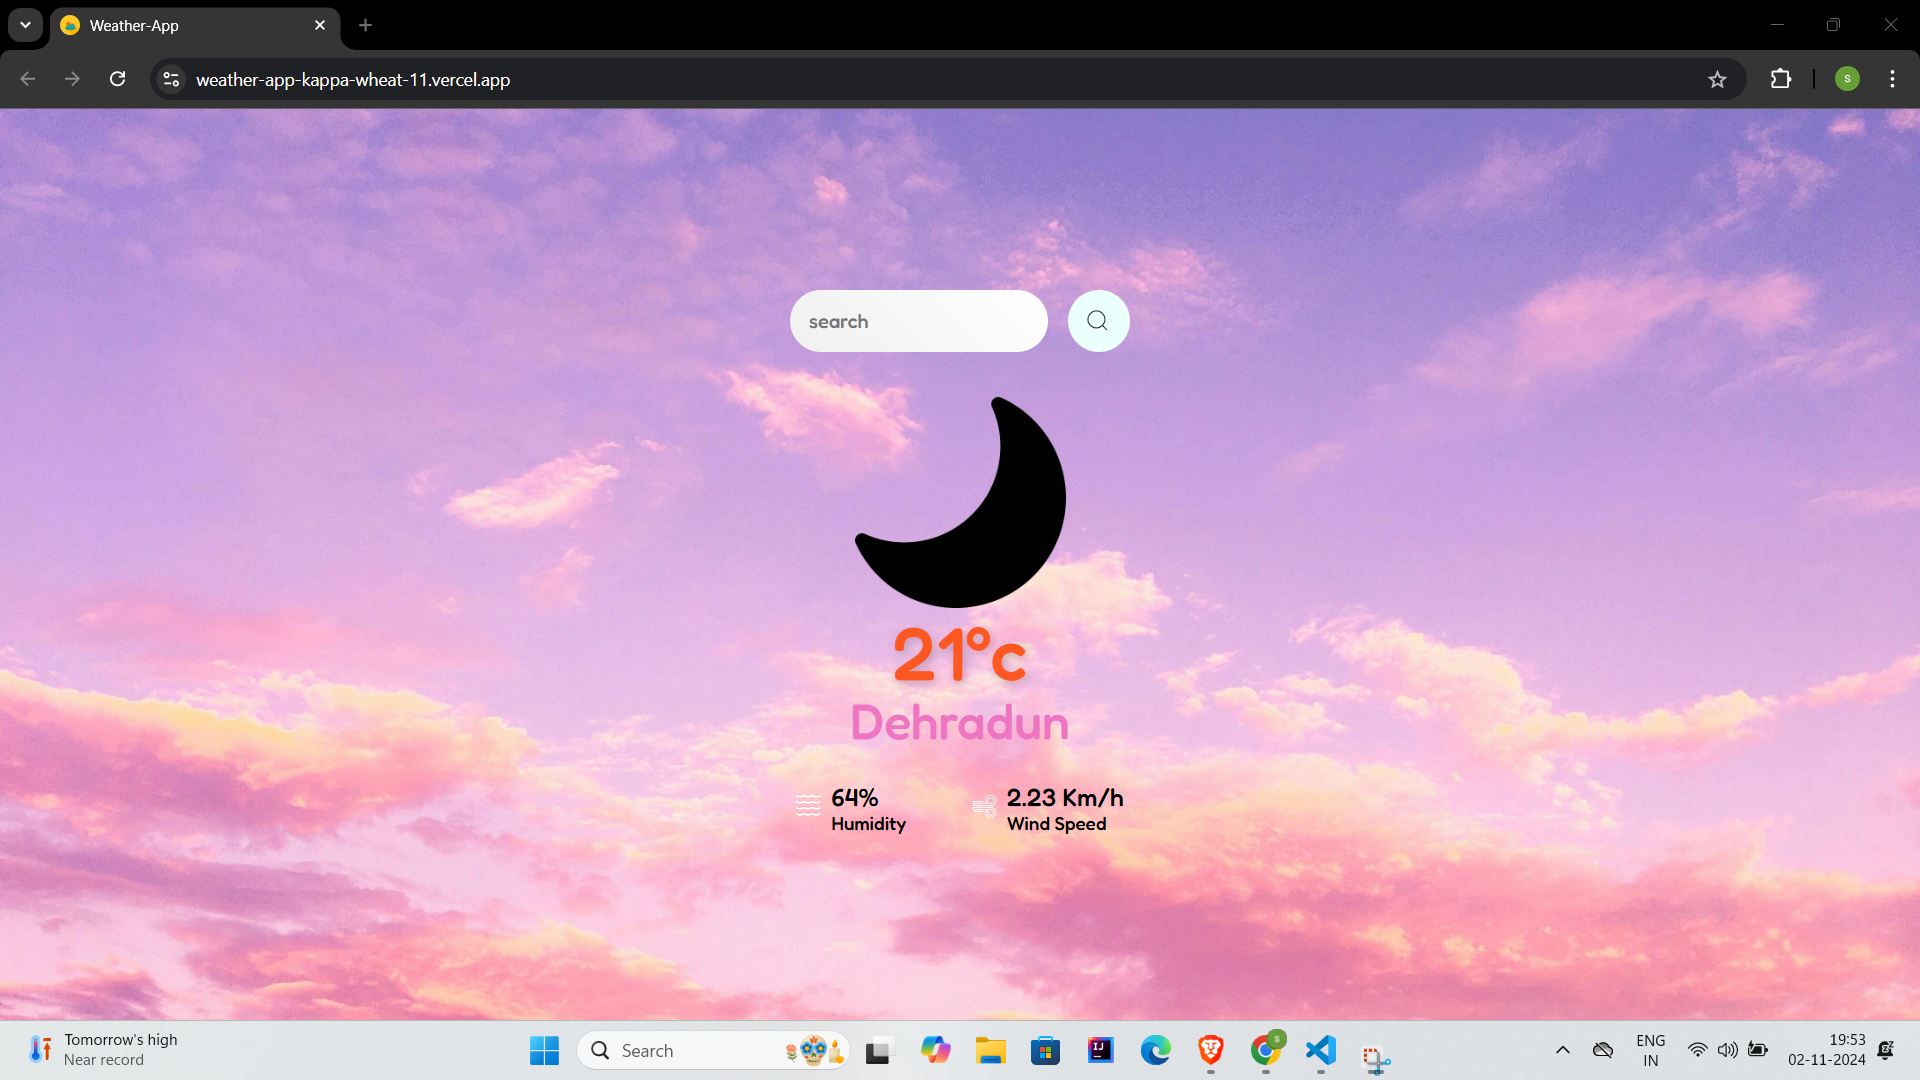 Weather-App
weather-app-kappa-wheat-11.vercel.app
S
search
21°c
Dehradun
64%
Humidity
2.23 Km/h
Wind Speed
Tomorrow's high
Near record
Search
IJ
S
ENG
IN
19:53
02-11-2024